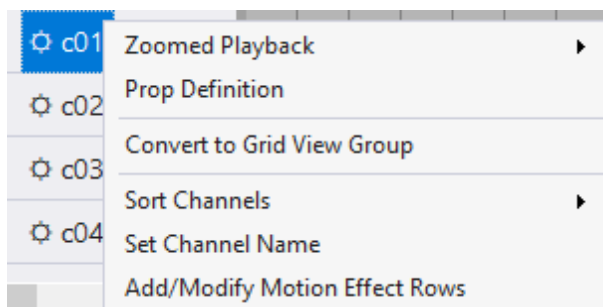 c01
Zoomed Playback
Prop Definition
c02
Convert to Grid View Group
c03
Sort Channels
c04
Set Channel Name
Add/Modify Motion Effect Rows